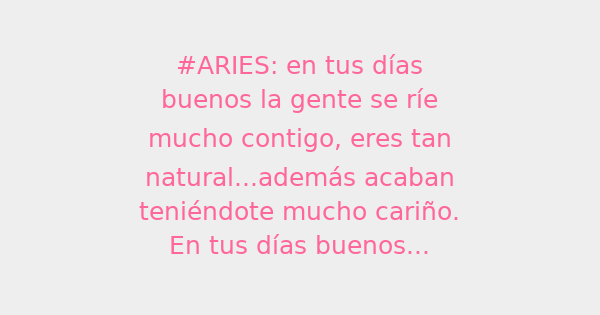 #ARIES: en tus días
buenos la gente se ríe
mucho contigo, eres tan
natural...además acaban
teniéndote mucho cariño.
En tus días buenos...